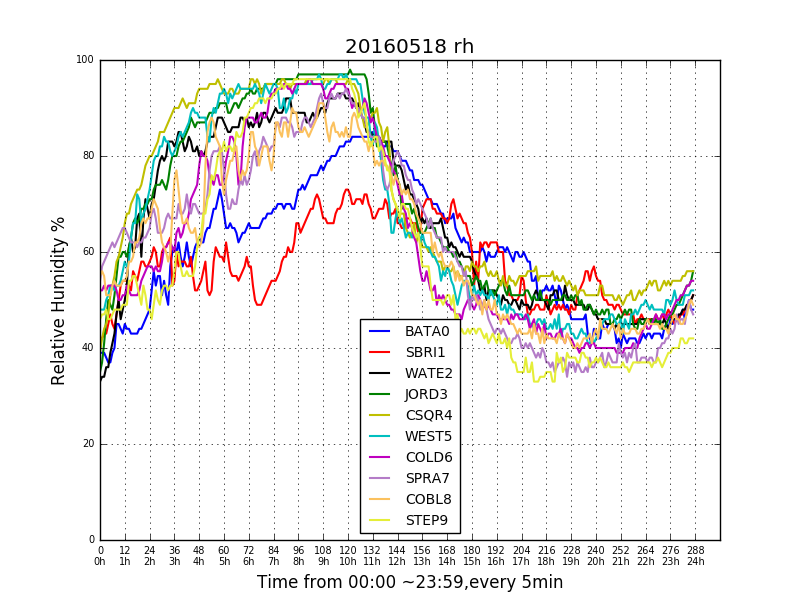 20160518 rh
Relative Humidity %
100
80
60
40
20
0
BATA0
SBRI1
WATE2
JORD3
CSQR4
WEST5
COLD6
SPRA7
COBL8
STEP9
0 12 24 36 48 60 72 84 96 108 120 132 144 156 168 180 192 204 216 228 240 252 264 276 288
0h 1h 2h 3h 4h 5h 6h 7h 8h 9h 10h 11h 12h 13h 14h 15h 16h 17h 18h 19h 20h 21h 22h 23h 24h
Time from 00:00 ~23:59,every 5min